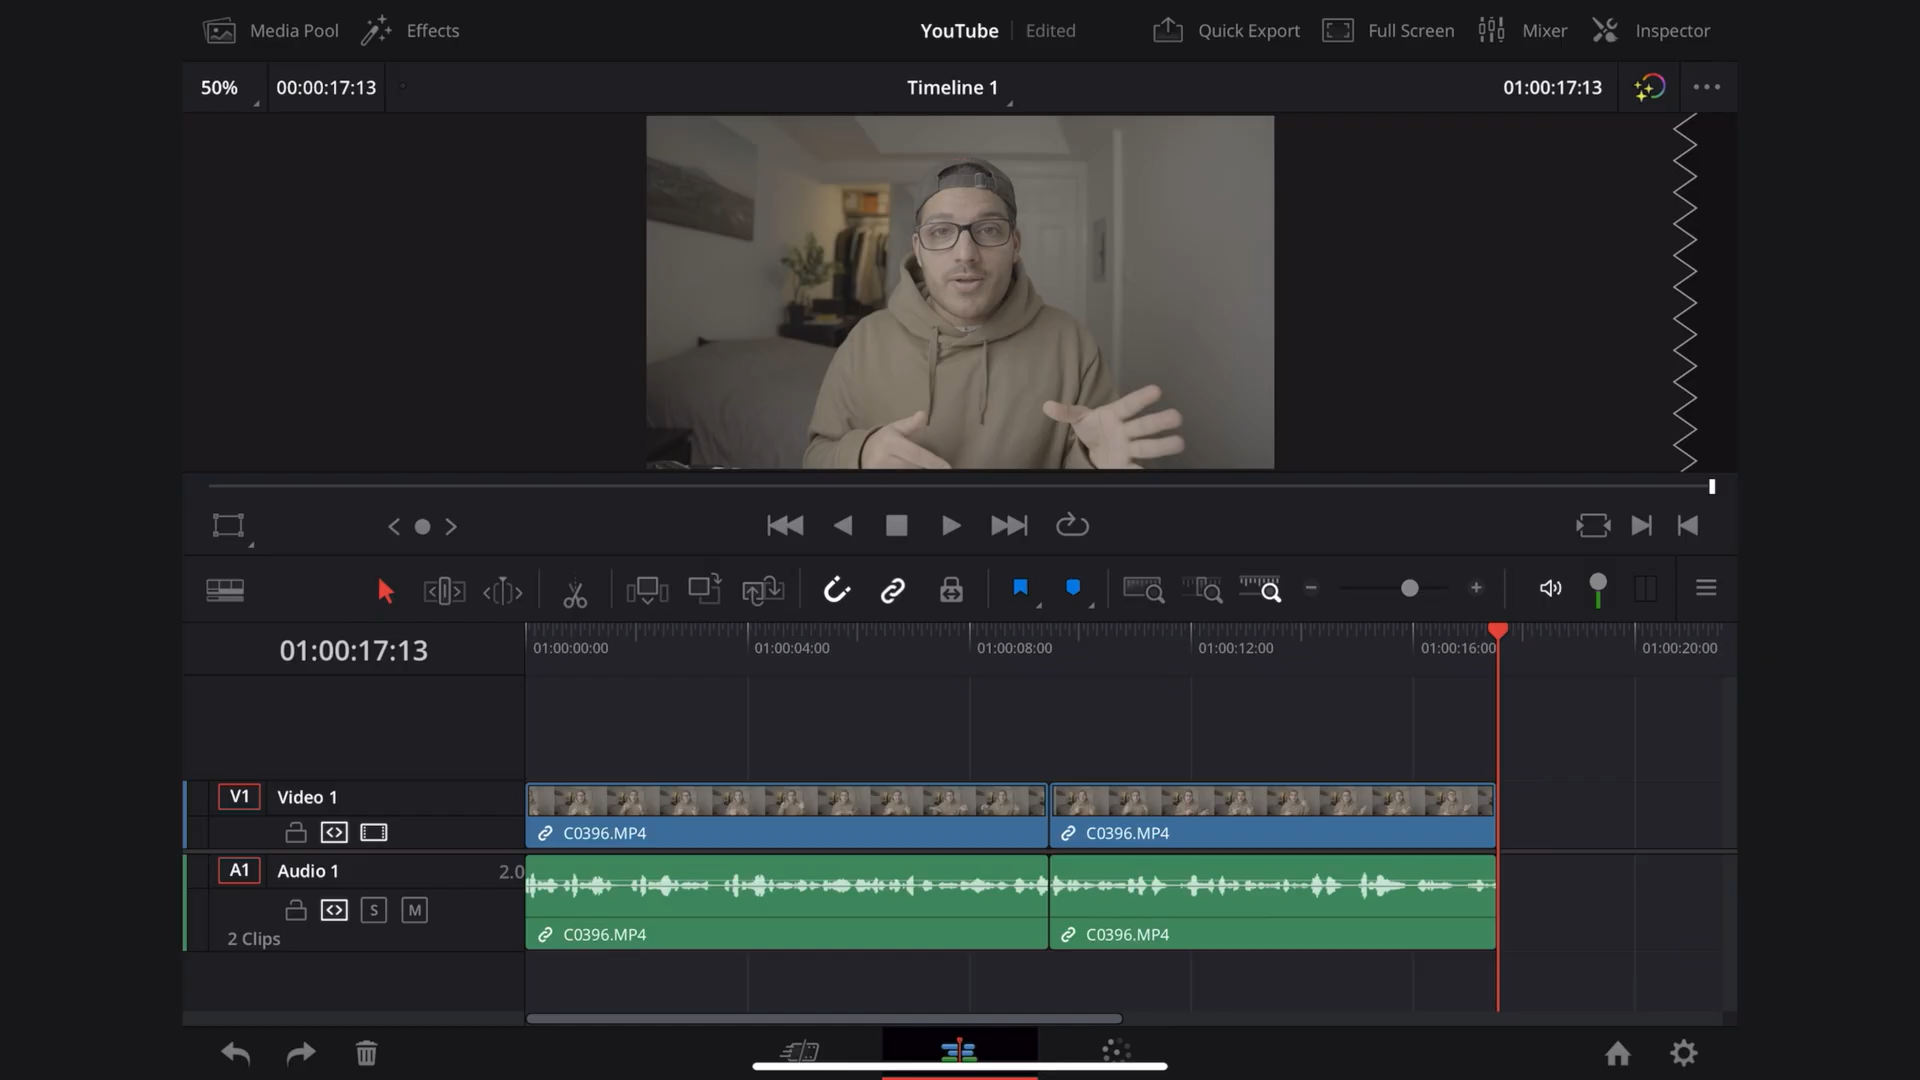 Media Pool
Effects
YouTube
Edited
Quick Export
Full Screen
Mixer
Inspector
50%
00:00:17:13
Timeline 1
01:00:17:13
01:00:17:13
01:00:00:00
01:00:04:00
01:00:08:00
01:00:12:00
01:00:16:00
01:00:20:00
V1
Video 1
C0396.MP4
C0396.MP4
A1
Audio 1
2.0
S
M
2 Clips
C0396.MP4
C0396.MP4